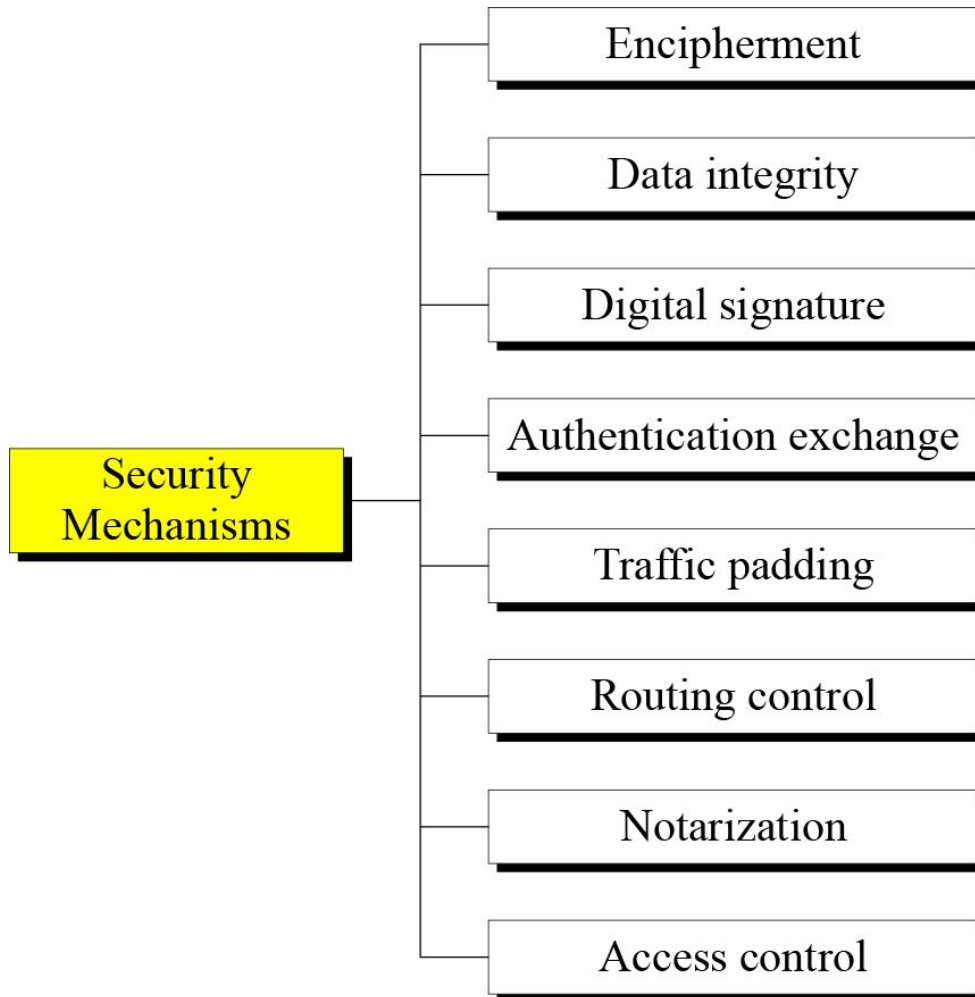 Encipherment
Data integrity
Digital signature
Authentication exchange
Security
Mechanisms
Traffic padding
Routing control
Notarization
Access control